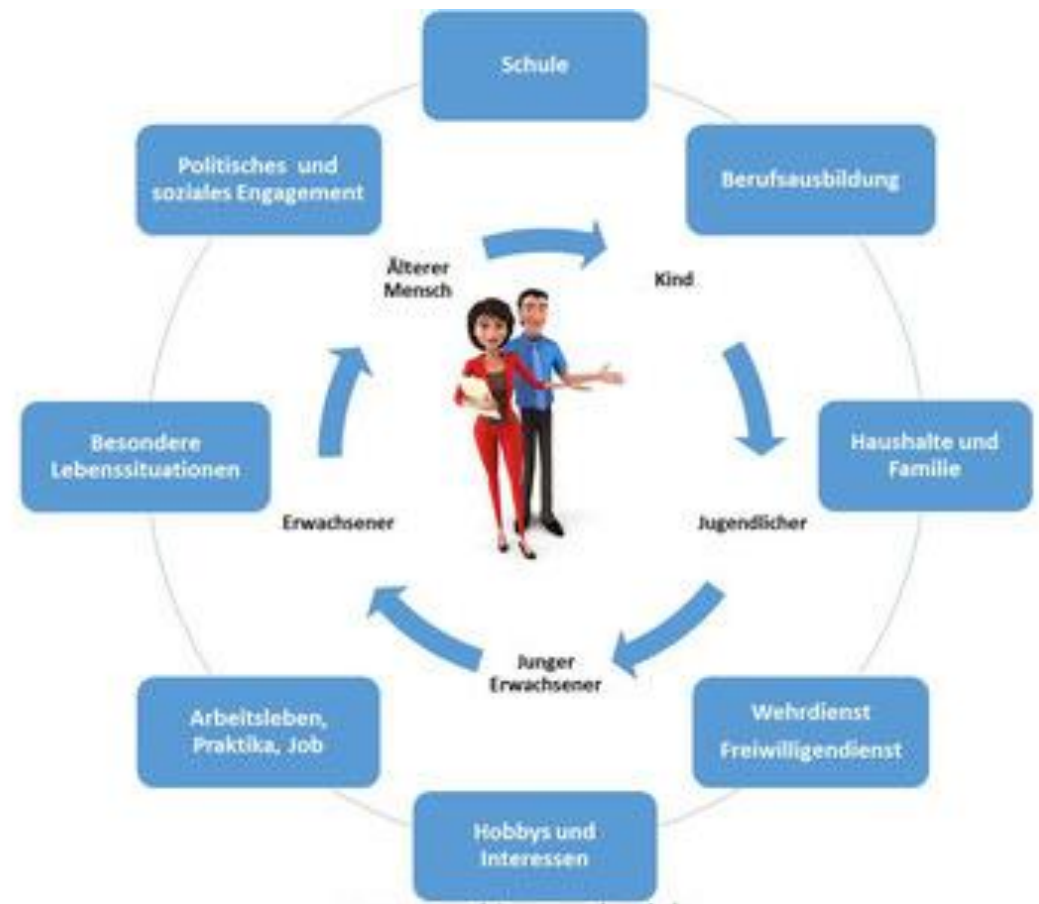 Schule
Politisches und
soziales Engagement
Berufsausbildung
Älterer
Mensch
Kind
Besondere
Lebenssituationen
Haushalte und
Familie
Erwachsener
Jugendlicher
Junger
Erwachsener
Arbeitsleben,
Praktika, Job
Wehrdienst
Freiwilligendienst
Hobbys und
Interessen